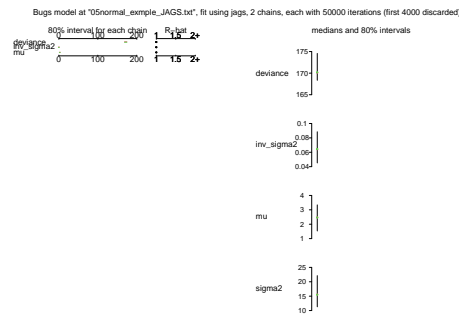 Bugs model at "05normal_exmple_JAGS.txt", fit using jags, 2 chains, each with 50000 iterations (first 4000 discarded)
80% interval for each chain R-hat
0 100 200 1 1.5 2+
deviance
inv_sigma2
mu
0 100 200 1 1.5 2+
medians and 80% intervals
deviance
175
170
165
inv_sigma2
0.1
0.08
0.06
0.04
mu
4
3
2
1
sigma2
25
20
15
10